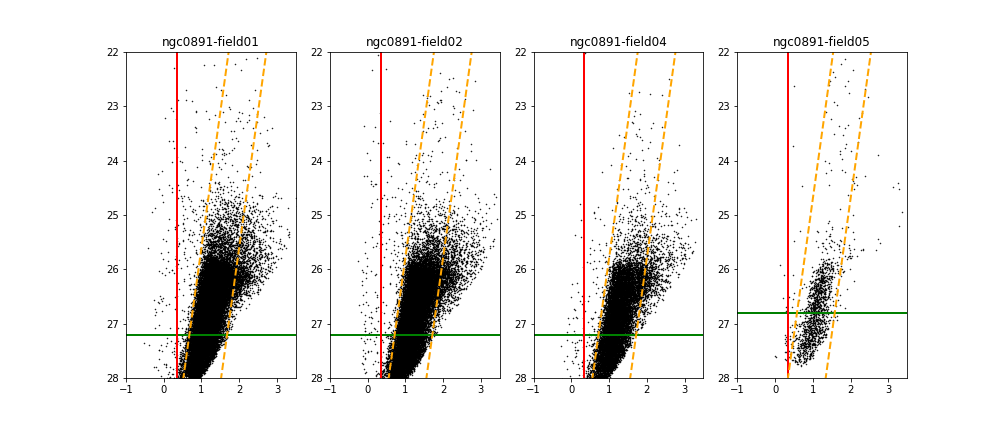 ngc0891-field01
ngc0891-field02
ngc0891-field04
ngc0891-field05
22 22 22 22
23 23 23 23
24 24 24 24
25 25 25 25
26 26 26 26
27 27 27 27
28 28 28 28
−1 0 1 2 3 −1 0 1 2 3 −1 0 1 2 3 −1 0 1 2 3